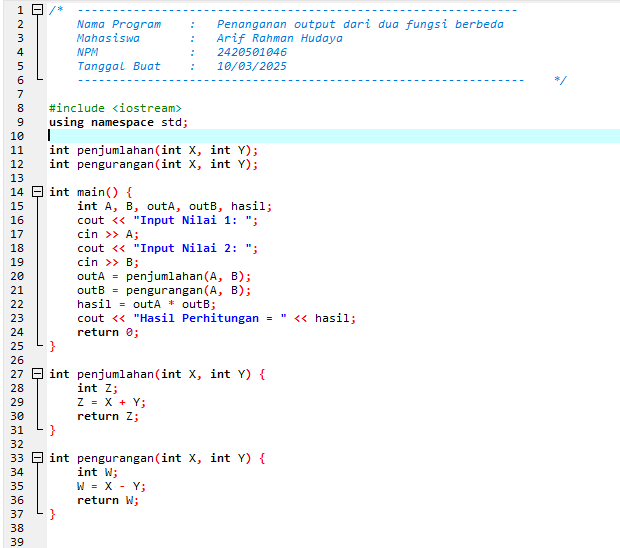 1 /* ---------------------------------------------------------------
2 Nama Program : Penanganan output dari dua fungsi berbeda
3 Mahasiswa : Arif Rahman Hudaya
4 NPM : 2420501046
5 Tanggal Buat : 10/03/2025
6 ---------------------------------------------------------------- */
7
8 #include <iostream>
9 using namespace std;
10
11 int penjumlahan(int X, int Y);
12 int pengurangan(int X, int Y);
13
14 int main() {
15 int A, B, outA, outB, hasil;
16 cout << "Input Nilai 1: ";
17 cin >> A;
18 cout << "Input Nilai 2: ";
19 cin >> B;
20 outA = penjumlahan(A, B);
21 outB = pengurangan(A, B);
22 hasil = outA * outB;
23 cout << "Hasil Perhitungan = " << hasil;
24 return 0;
25 }
26
27 int penjumlahan(int X, int Y) {
28 int Z;
29 Z = X + Y;
30 return Z;
31 }
32
33 int pengurangan(int X, int Y) {
34 int W;
35 W = X - Y;
36 return W;
37 }
38
39